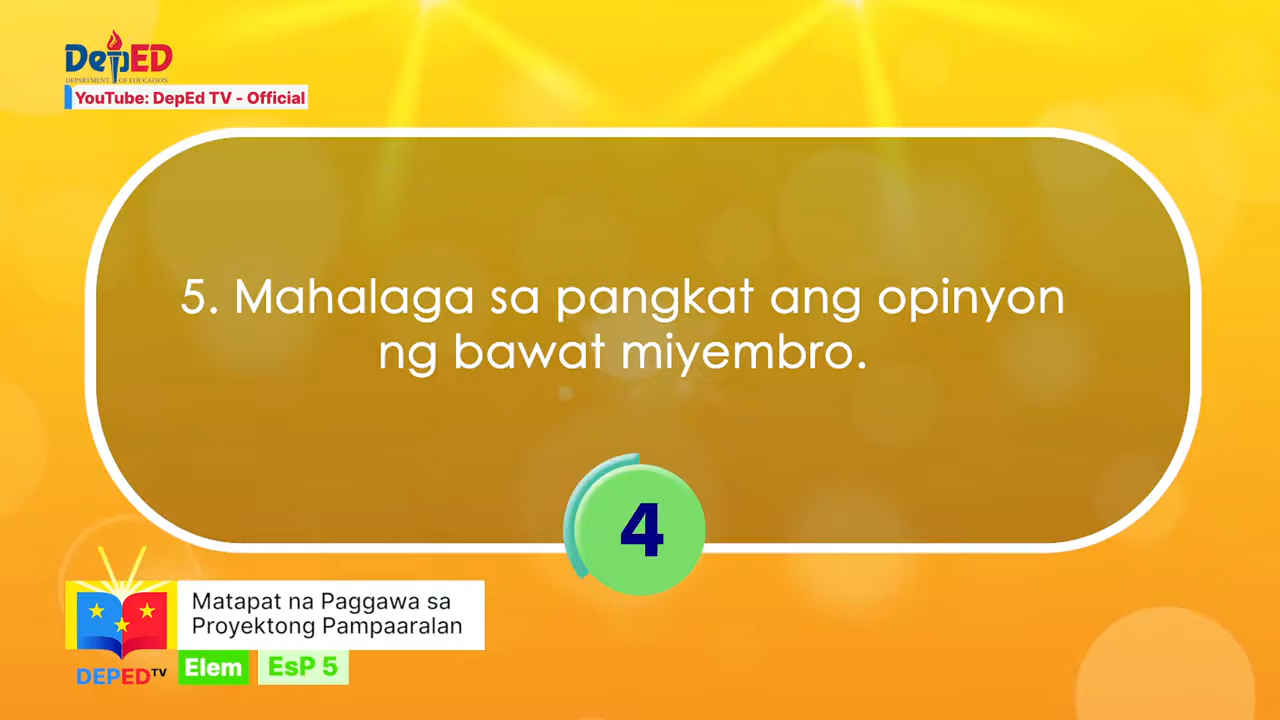 DepED
DEPARTMENT OF EDUCATION
YouTube: DepEd TV - Official
5. Mahalaga sa pangkat ang opinyon
ng bawat miyembro.
4
Matapat na Paggawa sa
Proyektong Pampaaralan
DEPED TV
Elem
EsP 5